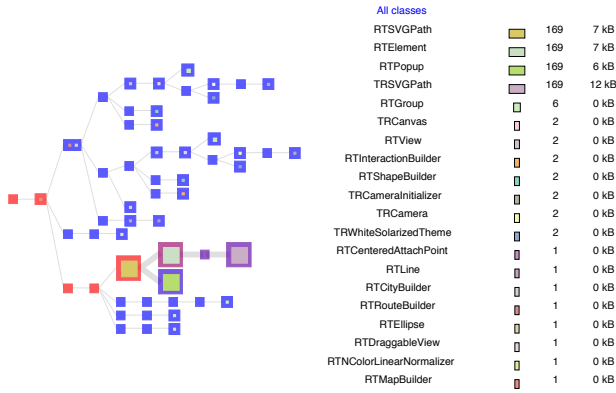 All classes
RTSVGPath 169 7 kB
RTElement 169 7 kB
RTPopup 169 6 kB
TRSVGPath 169 12 kB
RTGroup 6 0 kB
TRCanvas 2 0 kB
RTView 2 0 kB
RTInteractionBuilder 2 0 kB
RTShapeBuilder 2 0 kB
TRCameraInitializer 2 0 kB
TRCamera 2 0 kB
TRWhiteSolarizedTheme 2 0 kB
RTCenteredAttachPoint 1 0 kB
RTLine 1 0 kB
RTCityBuilder 1 0 kB
RTRouteBuilder 1 0 kB
RTEllipse 1 0 kB
RTDraggableView 1 0 kB
RTNColorLinearNormalizer 1 0 kB
RTMapBuilder 1 0 kB